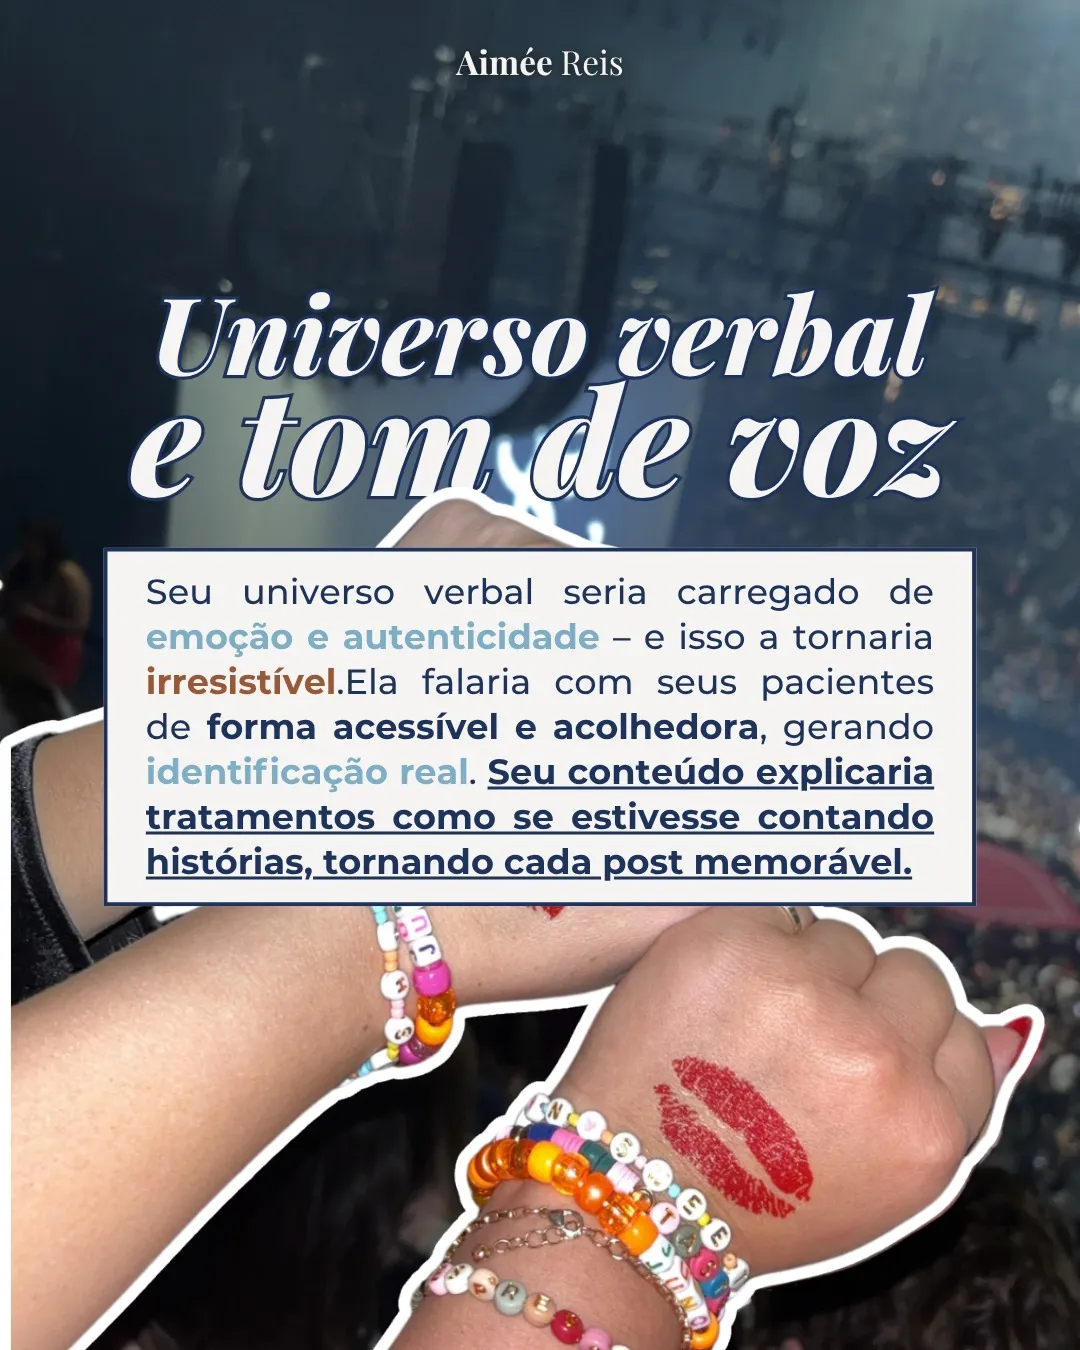 Aimée Reis
Universo verbal
e tom de voz
Seu universo verbal seria carregado de
emoção e autenticidade – e isso a tornaria
irresistível.Ela falaria com seus pacientes
de forma acessível e acolhedora, gerando
identificação real. Seu conteúdo explicaria
tratamentos como se estivesse contando
histórias, tornando cada post memorável.